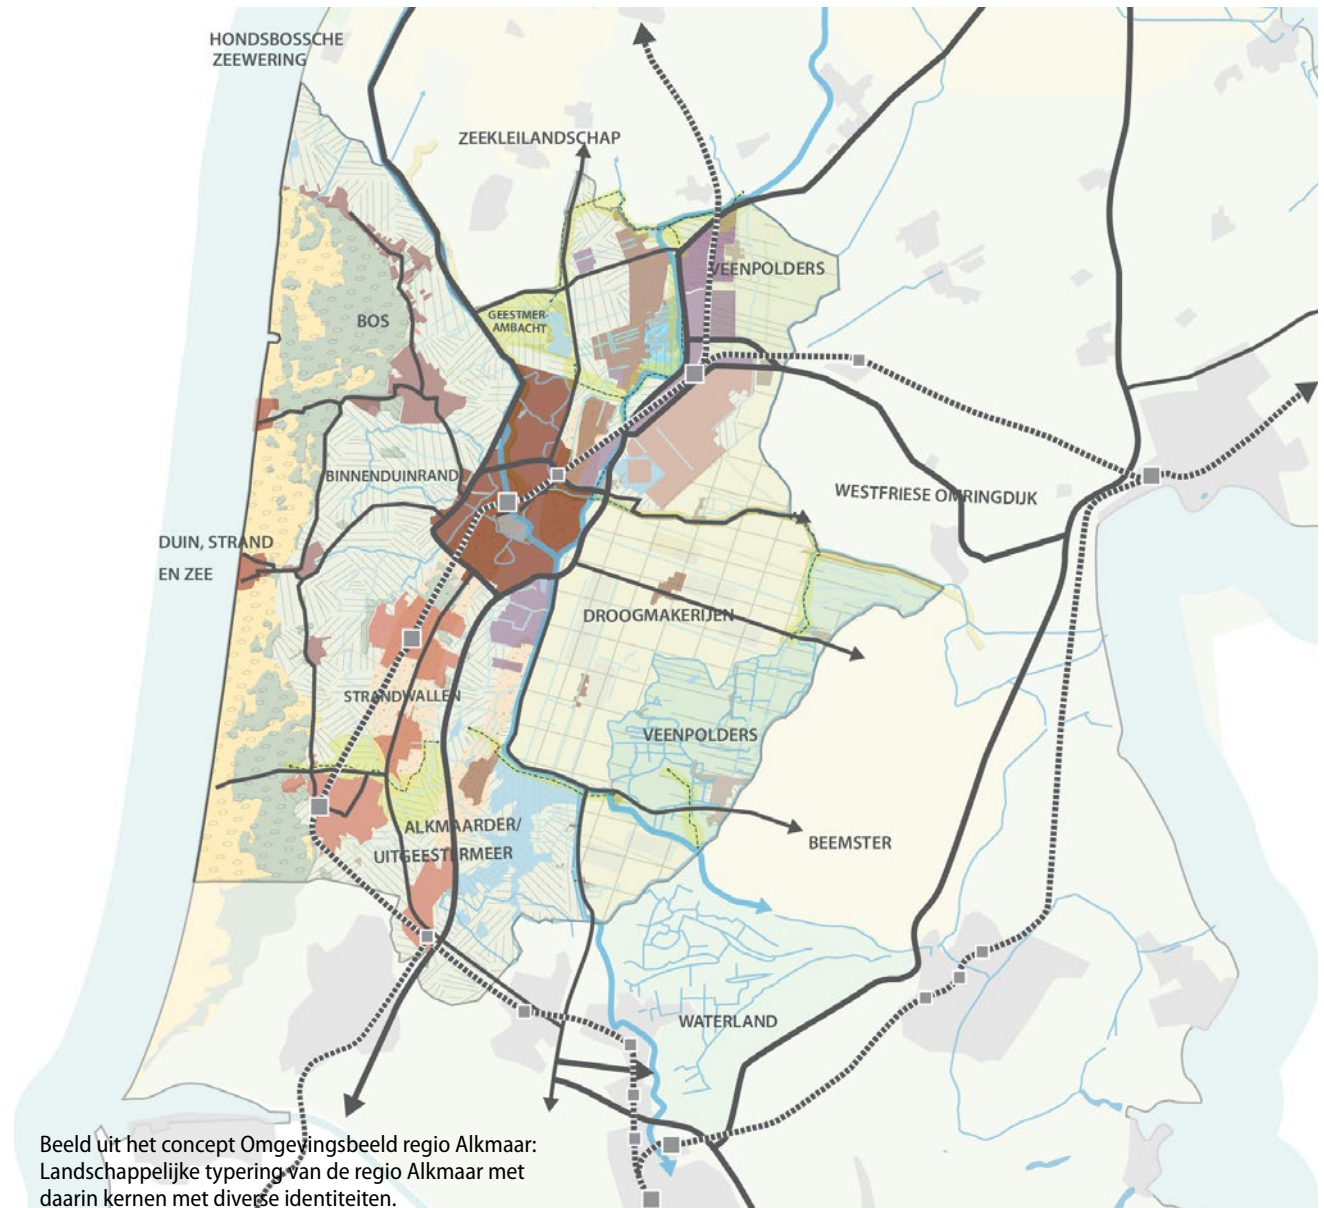 HONDSBOSSCHE
ZEEWERING
ZEEKLEILANDSCHAP
VEENPOLDERS
GEESTMER-
AMBACHT
BOS
BINNENDUINRAND
WESTFRIESE OMRINGDIJK
DUIN, STRAND
EN ZEE
DROOGMAKERIJEN
STRANDWALLEN
VEENPOLDERS
ALKMAARDER/
UITGEESTERMEER
BEEMSTER
WATERLAND
Beeld uit het concept Omgevingsbeeld regio Alkmaar:
Landschappelijke typering van de regio Alkmaar met
daarin kernen met diverse identiteiten.